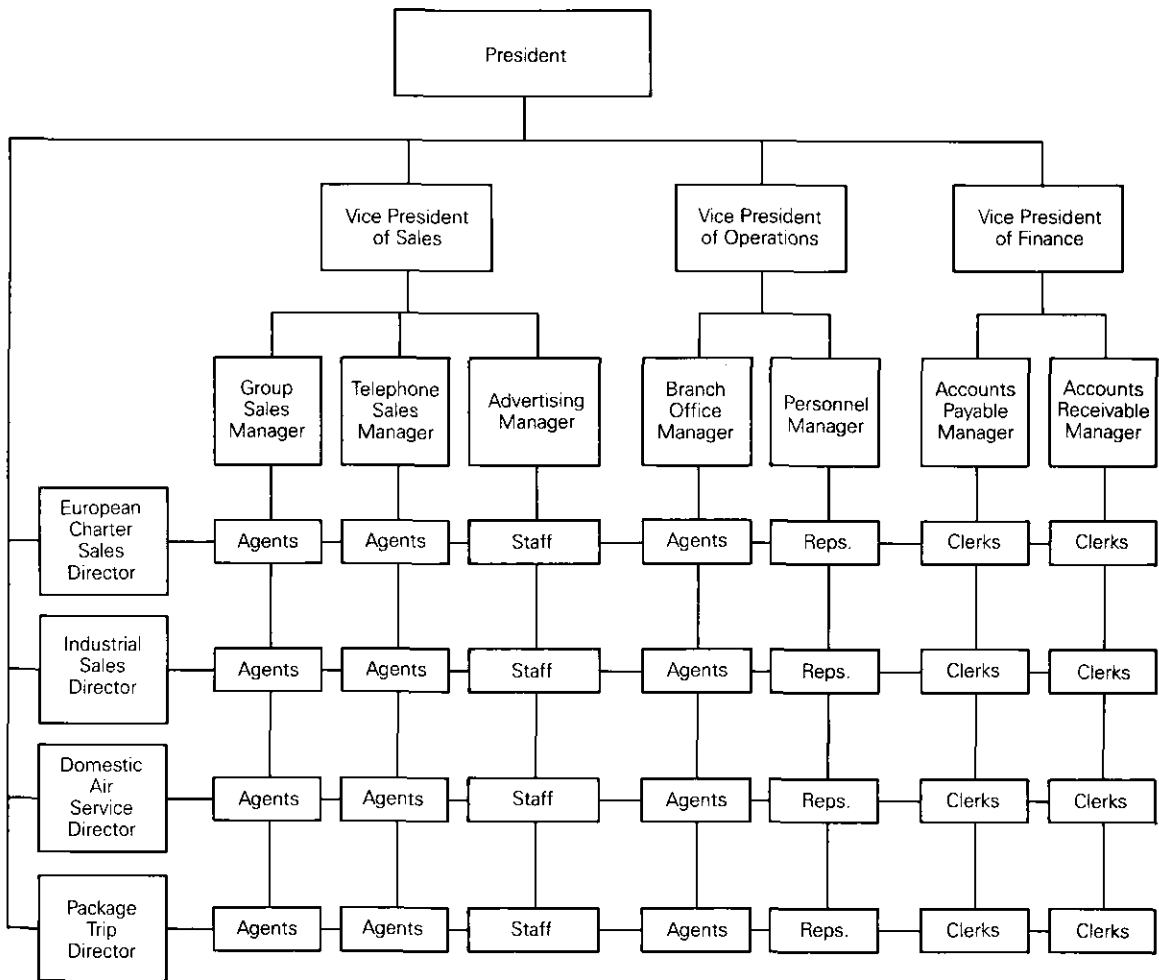 President
Vice President
of Sales
Vice President
of Operations
Vice President
of Finance
Group
Sales
Manager
Telephone
Sales
Manager
Advertising
Manager
Branch
Office
Manager
Personnel
Manager
Accounts
Payable
Manager
Accounts
Receivable
Manager
European
Charter
Sales
Director
Agents
Agents
Staff
Agents
Reps.
Clerks
Clerks
Industrial
Sales
Director
Agents
Agents
Staff
Agents
Reps.
Clerks
Clerks
Domestic
Air
Service
Director
Agents
Agents
Staff
Agents
Reps.
Clerks
Clerks
Package
Trip
Director
Agents
Agents
Staff
Agents
Reps.
Clerks
Clerks